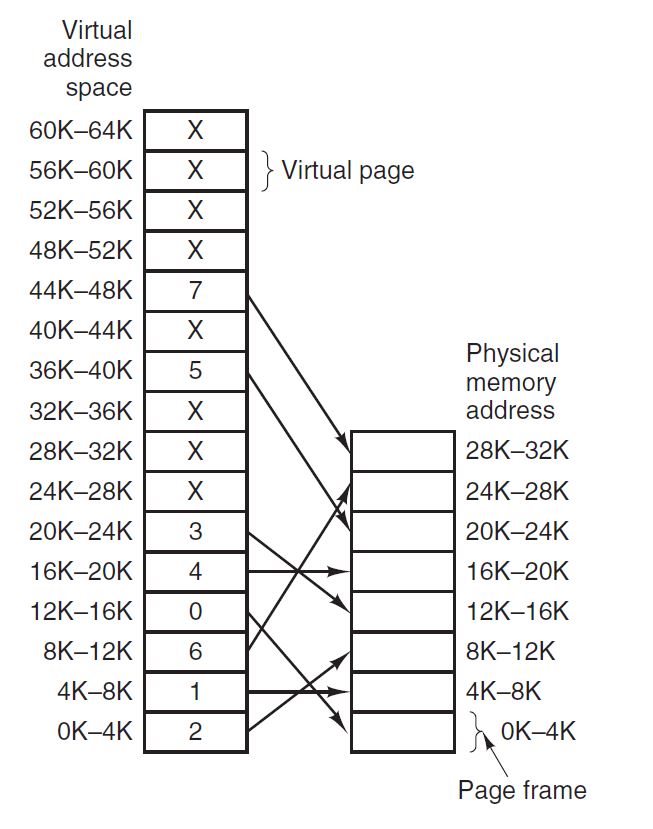 Virtual
address
space
60K–64K X
56K–60K X Virtual page
52K–56K X
48K–52K X
44K–48K 7
40K–44K X
36K–40K 5
32K–36K X
28K–32K X
24K–28K X
20K–24K 3
16K–20K 4
12K–16K 0
8K–12K 6
4K–8K 1
0K–4K 2
Physical
memory
address
28K–32K
24K–28K
20K–24K
16K–20K
12K–16K
8K–12K
4K–8K
0K–4K
Page frame